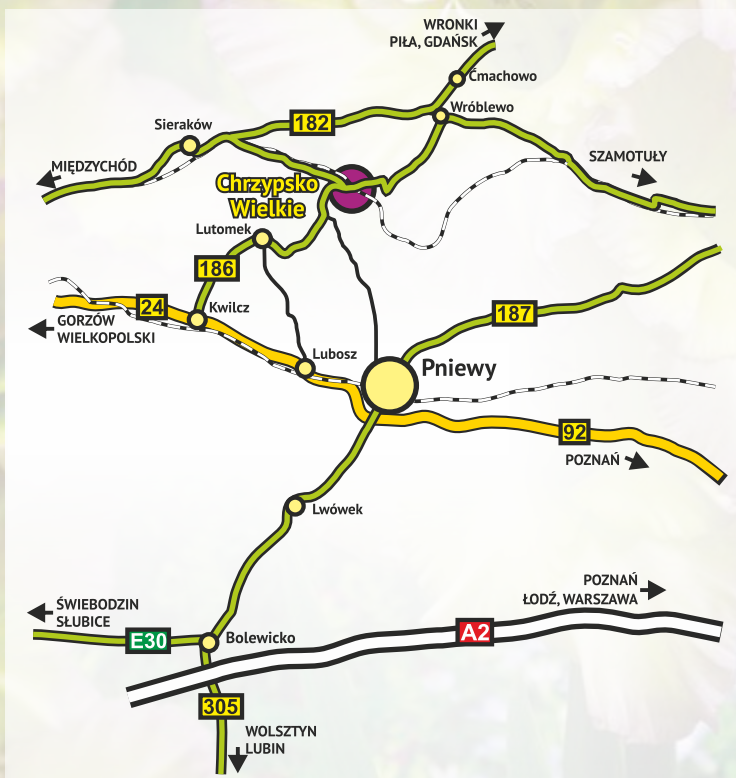 WRONKI
PIŁA, GDAŃSK
Ćmachowo
Wróblewo
182
Sieraków
MIĘDZYCHÓD
SZAMOTUŁY
Chrzypsko
Wielkie
Lutomek
186
24
Kwilcz
GORZÓW
WIELKOPOLSKI
187
Lubosz
Pniewy
92
POZNAŃ
Lwówek
ŚWIEBODZIN
SŁUBICE
POZNAŃ
ŁODŹ, WARSZAWA
E30
Bolewicko
A2
305
WOLSZTYN
LUBIN